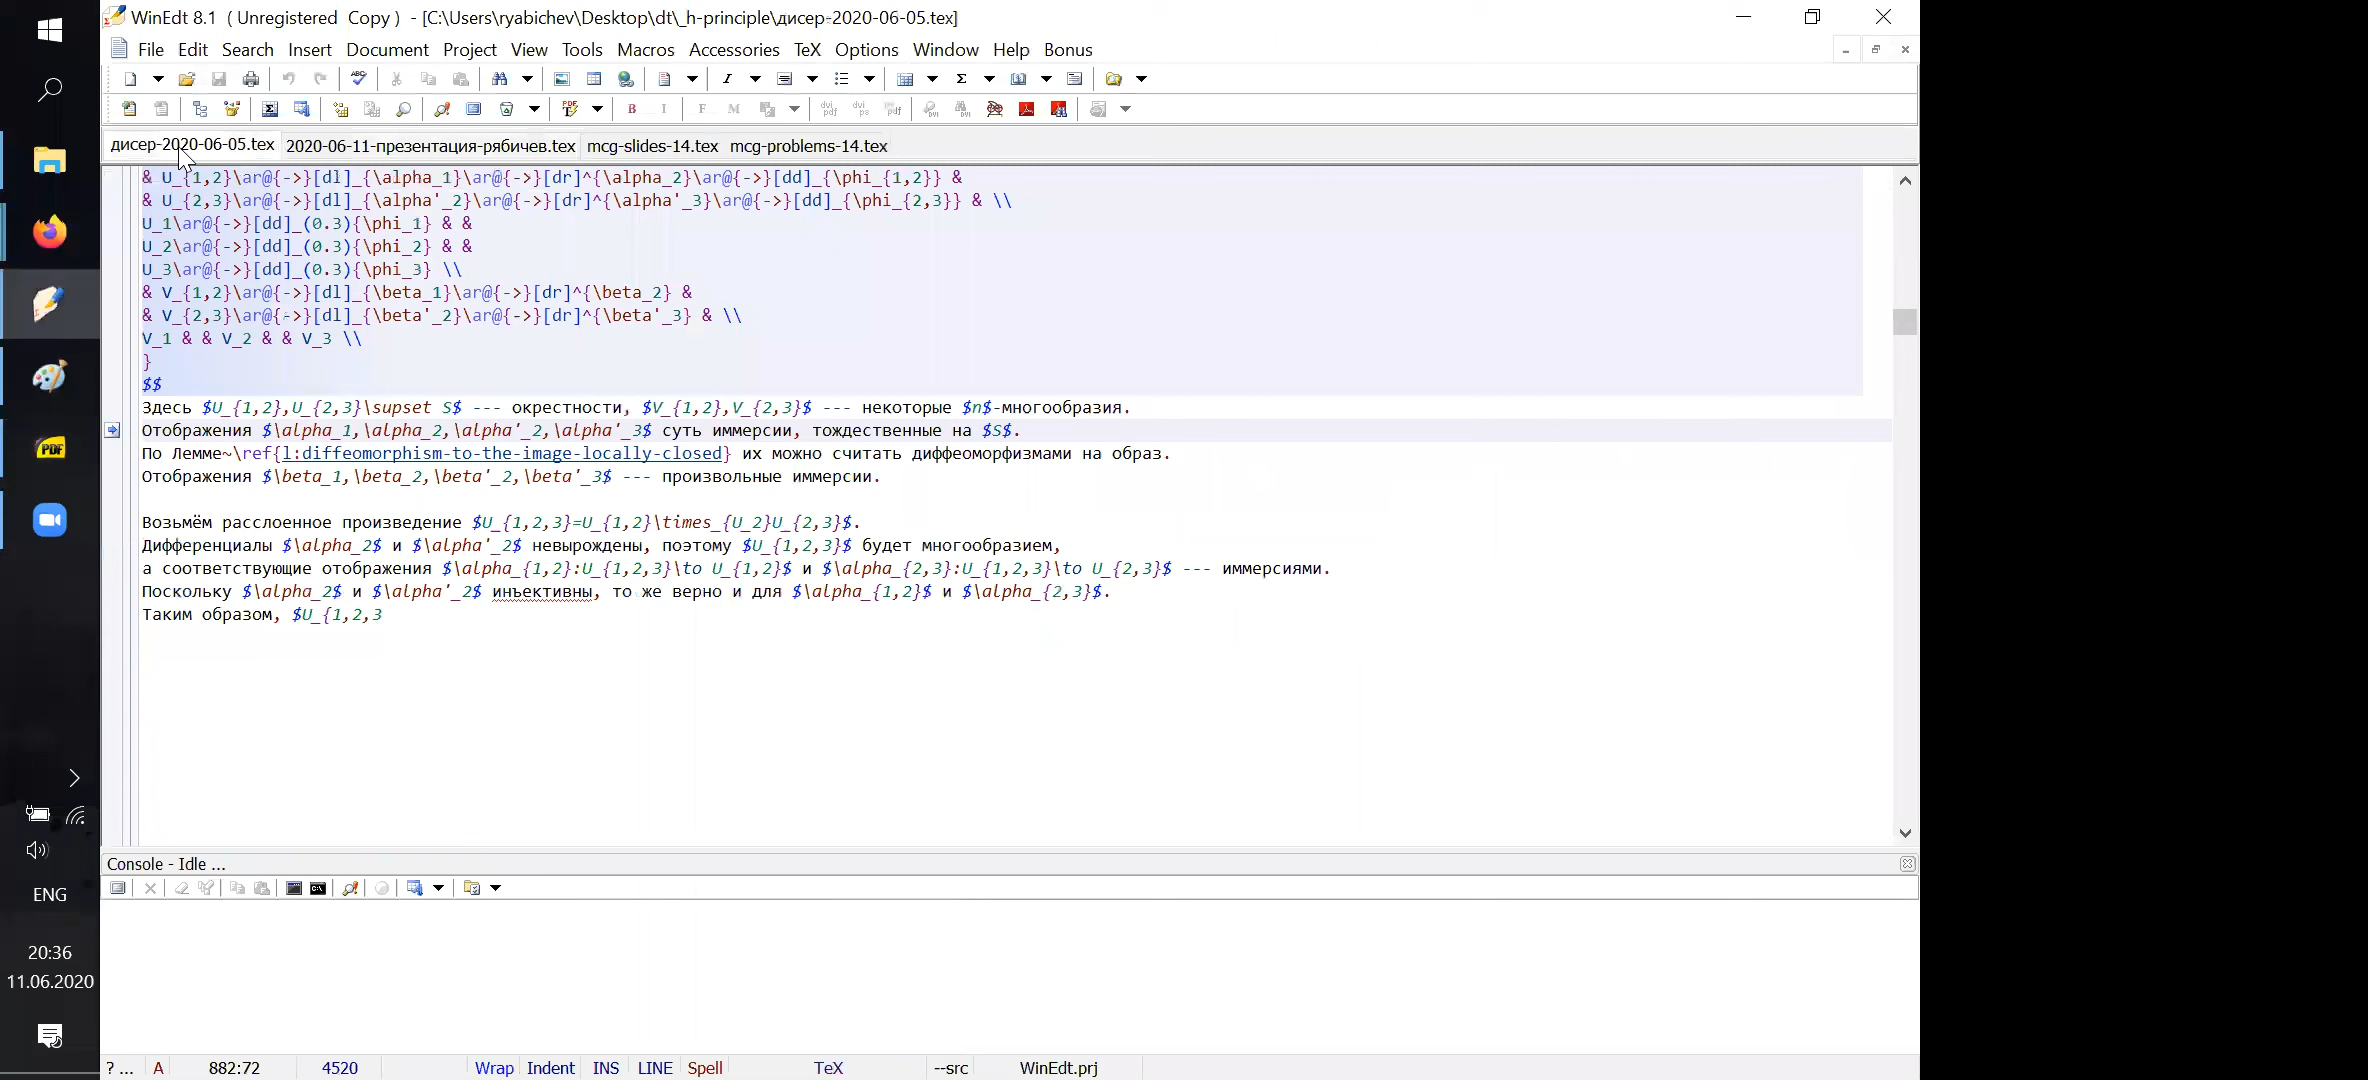 WinEdt 8.1 ( Unregistered Copy ) - [C:\Users\ryabichev\Desktop\dt\_h-principle\дисер-2020-06-05.tex]
File Edit Search Insert Document Project View Tools Macros Accessories TeX Options Window Help Bonus
дисер-2020-06-05.tex 2020-06-11-презентация-рябичев.tex mcg-slides-14.tex mcg-problems-14.tex
& U_{1,2}\ar@{->}[dl]_{\alpha_1}\ar@{->}[dr]^{\alpha_2}\ar@{->}[dd]_{\phi_{1,2}} &
& U_{2,3}\ar@{->}[dl]_{\alpha'_2}\ar@{->}[dr]^{\alpha'_3}\ar@{->}[dd]_{\phi_{2,3}} & \\
U_1\ar@{->}[dd]_(0.3){\phi_1} & &
U_2\ar@{->}[dd]_(0.3){\phi_2} & &
U_3\ar@{->}[dd]_(0.3){\phi_3} \\
& V_{1,2}\ar@{->}[dl]_{\beta_1}\ar@{->}[dr]^{\beta_2} &
& V_{2,3}\ar@{->}[dl]_{\beta'_2}\ar@{->}[dr]^{\beta'_3} & \\
V_1 & & V_2 & & V_3 \\
}
$$
Здесь $U_{1,2},U_{2,3}\supset S$ --- окрестности, $V_{1,2},V_{2,3}$ --- некоторые $n$-многообразия.
Отображения $\alpha_1,\alpha_2,\alpha'_2,\alpha'_3$ суть иммерсии, тождественные на $S$.
По Лемме~\ref{l:diffeomorphism-to-the-image-locally-closed} их можно считать диффеоморфизмами на образ.
Отображения $\beta_1,\beta_2,\beta'_2,\beta'_3$ --- произвольные иммерсии.
Возьмём расслоенное произведение $U_{1,2,3}=U_{1,2}\times_{U_2}U_{2,3}$.
Дифференциалы $\alpha_2$ и $\alpha'_2$ невырождены, поэтому $U_{1,2,3}$ будет многообразием,
а соответствующие отображения $\alpha_{1,2}:U_{1,2,3}\to U_{1,2}$ и $\alpha_{2,3}:U_{1,2,3}\to U_{2,3}$ --- иммерсиями.
Поскольку $\alpha_2$ и $\alpha'_2$ инъективны, то же верно и для $\alpha_{1,2}$ и $\alpha_{2,3}$.
Таким образом, $U_{1,2,3
Console - Idle ...
ENG
20:36
11.06.2020
? ... A 882:72 4520 Wrap Indent INS LINE Spell TeX --src WinEdt.prj